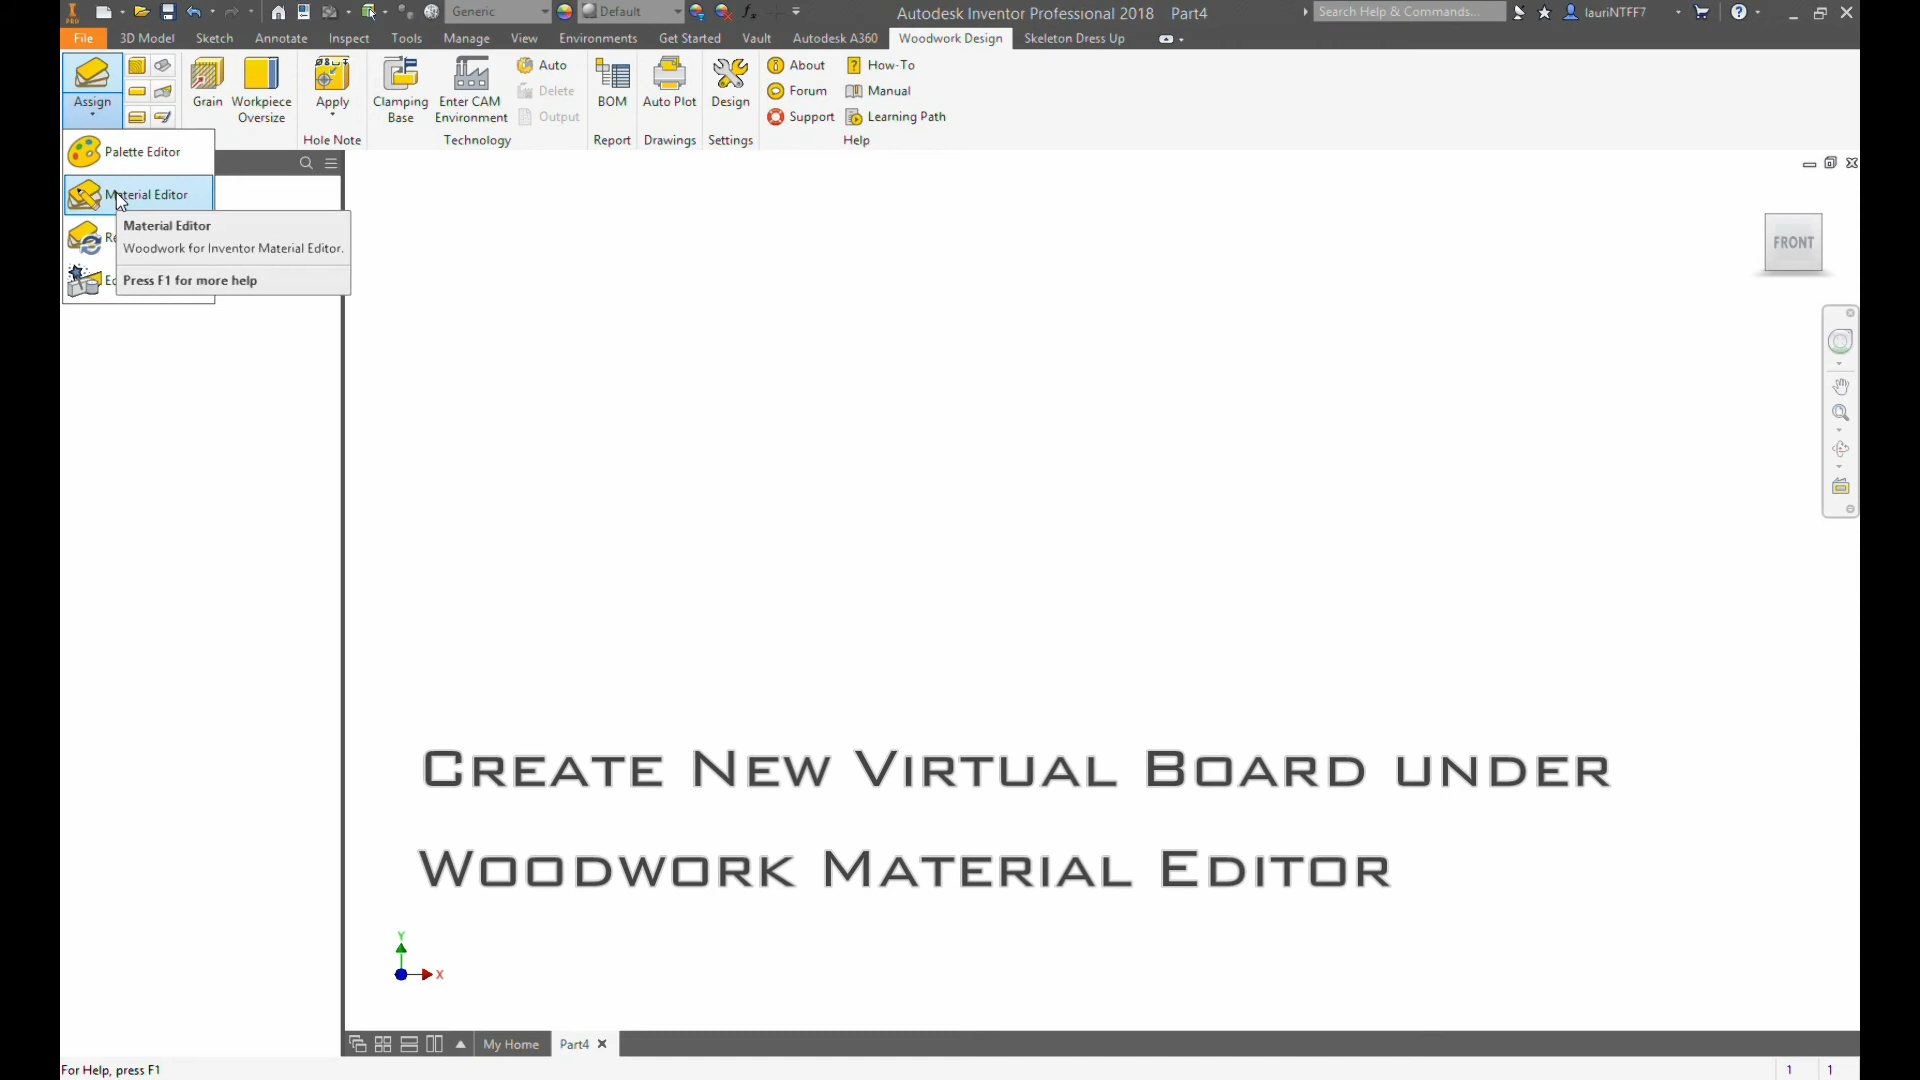 PRO
Generic
Default
Autodesk Inventor Professional 2018 Part4
Search Help & Commands...
lauriNTFF7
File 3D Model Sketch Annotate Inspect Tools Manage View Environments Get Started Vault Autodesk A360 Woodwork Design Skeleton Dress Up
Assign
Grain
Workpiece
Oversize
Apply
Hole Note
Clamping
Base
Enter CAM
Environment
Auto
Delete
Output
Technology
BOM
Report
Auto Plot
Drawings
Design
Settings
About
Forum
Support
How-To
Manual
Learning Path
Help
Palette Editor
Material Editor
Material Editor
Woodwork for Inventor Material Editor.
Press F1 for more help
FRONT
Create New Virtual Board under
Woodwork Material Editor
Y
X
My Home
Part4
For Help, press F1
1 1